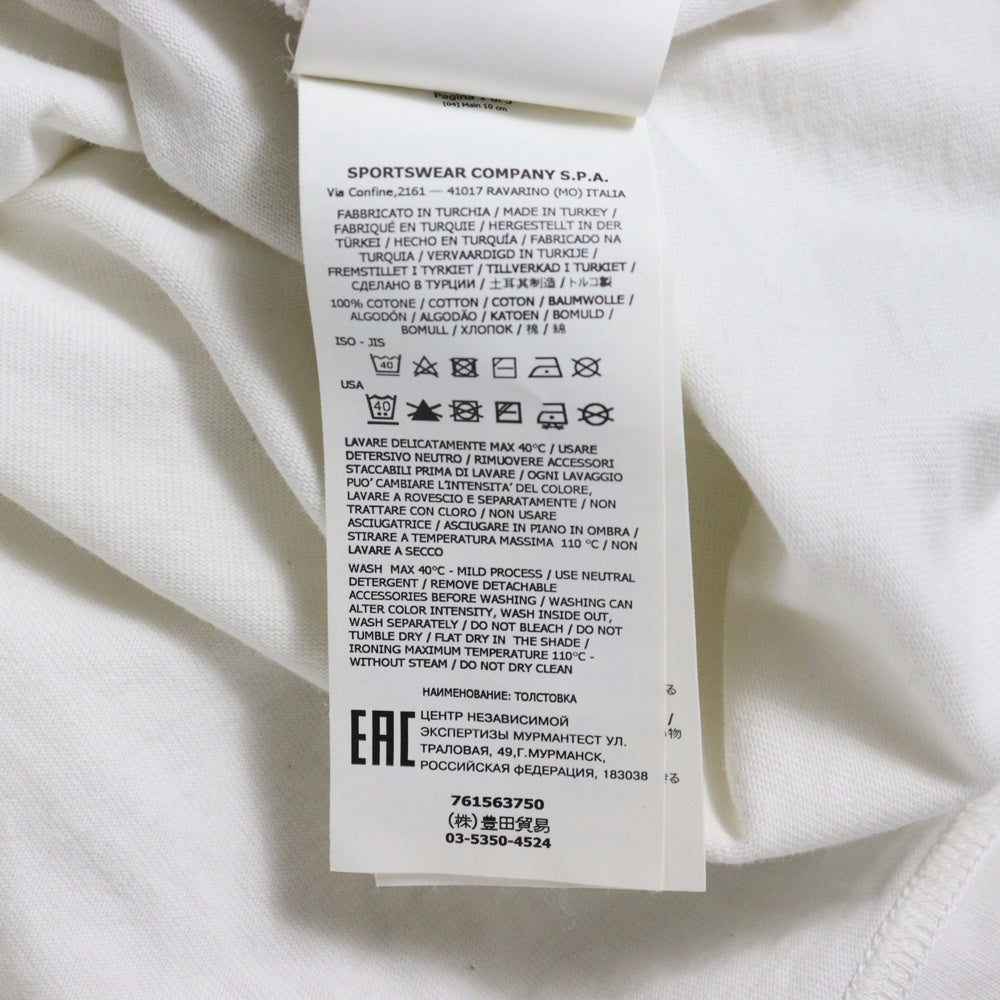 Pagina
[04] Main 10 cm
SPORTSWEAR COMPANY S.P.A.
Via Confine,2161 — 41017 RAVARINO (MO) ITALIA
FABBRICATO IN TURCHIA / MADE IN TURKEY /
FABRIQUÉ EN TURQUIE / HERGESTELLT IN DER
TÜRKEI / HECHO EN TURQUÍA / FABRICADO NA
TURQUIA / VERVAARDIGD IN TURKIJE /
FREMSTILLET I TYRKIET / TILLVERKAD I TURKIET /
СДЕЛАНО В ТУРЦИИ / 土耳其制造 / トルコ製
100% COTONE / COTTON / COTON / BAUMWOLLE /
ALGODÓN / ALGODÃO / KATOEN / BOMULD /
BOMULL / ХЛОПОК / 棉 / 綿
ISO - JIS
40
USA
40
LAVARE DELICATAMENTE MAX 40°C / USARE
DETERSIVO NEUTRO / RIMUOVERE ACCESSORI
STACCABILI PRIMA DI LAVARE / OGNI LAVAGGIO
PUO' CAMBIARE L'INTENSITA' DEL COLORE,
LAVARE A ROVESCIO E SEPARATAMENTE / NON
TRATTARE CON CLORO / NON USARE
ASCIUGATRICE / ASCIUGARE IN PIANO IN OMBRA /
STIRARE A TEMPERATURA MASSIMA 110 °C / NON
LAVARE A SECCO
WASH MAX 40°C - MILD PROCESS / USE NEUTRAL
DETERGENT / REMOVE DETACHABLE
ACCESSORIES BEFORE WASHING / WASHING CAN
ALTER COLOR INTENSITY, WASH INSIDE OUT,
WASH SEPARATELY / DO NOT BLEACH / DO NOT
TUMBLE DRY / FLAT DRY IN THE SHADE /
IRONING MAXIMUM TEMPERATURE 110°C -
WITHOUT STEAM / DO NOT DRY CLEAN
НАИМЕНОВАНИЕ: ТОЛСТОВКА
EAC
ЦЕНТР НЕЗАВИСИМОЙ
ЭКСПЕРТИЗЫ МУРМАНТЕСТ УЛ.
ТРАЛОВАЯ, 49,Г.МУРМАНСК,
РОССИЙСКАЯ ФЕДЕРАЦИЯ, 183038
761563750
(株)豊田貿易
03-5350-4524
る
/
物
る